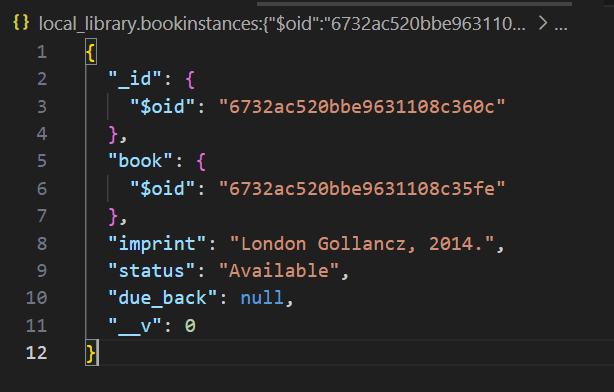 {} local_library.bookinstances:{"$oid":"6732ac520bbe963110... > ...
1 {
2 "_id": {
3 "$oid": "6732ac520bbe9631108c360c"
4 },
5 "book": {
6 "$oid": "6732ac520bbe9631108c35fe"
7 },
8 "imprint": "London Gollancz, 2014.",
9 "status": "Available",
10 "due_back": null,
11 "__v": 0
12 }